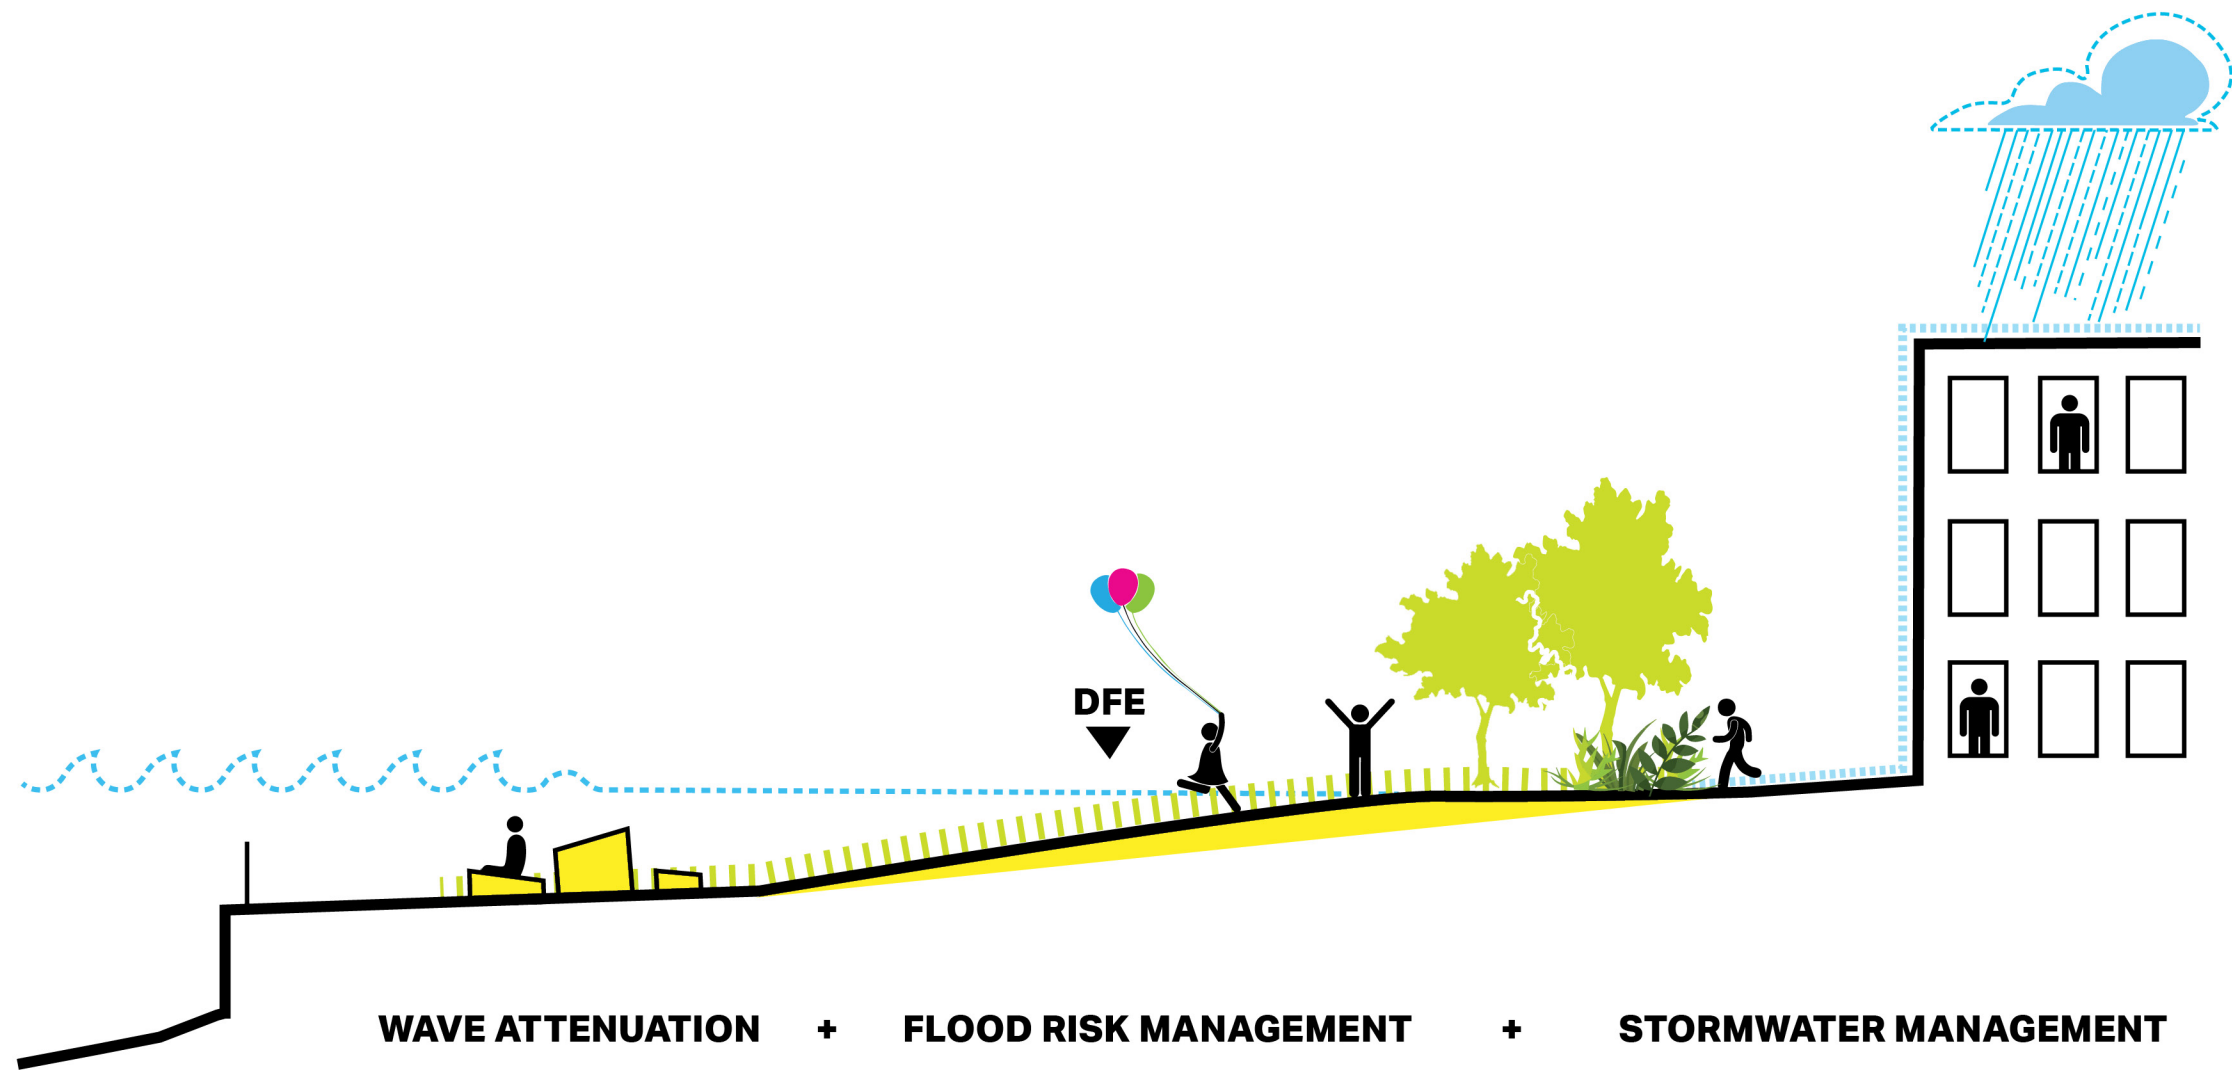 DFE
WAVE ATTENUATION + FLOOD RISK MANAGEMENT + STORMWATER MANAGEMENT